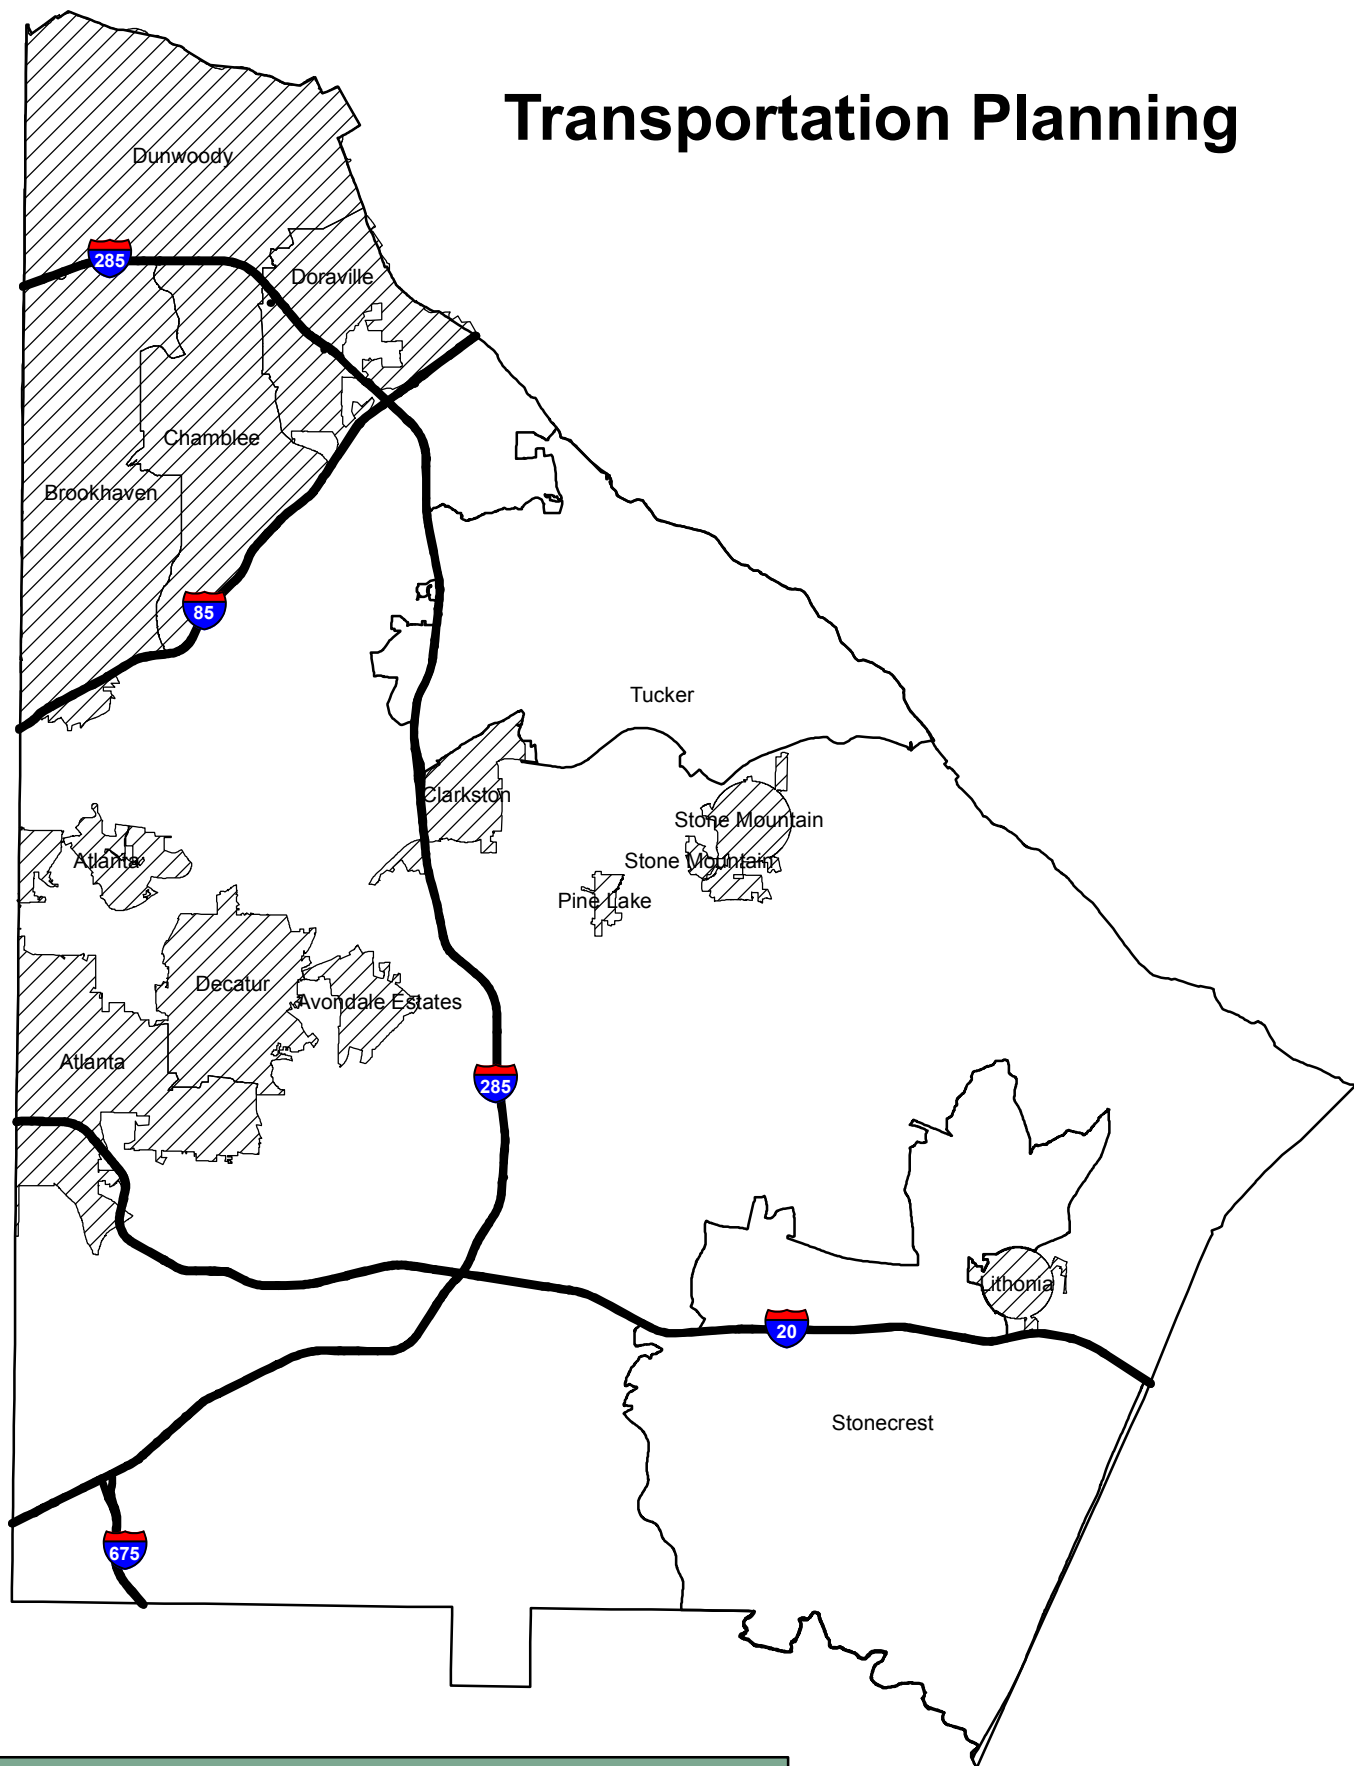 Transportation Planning
Dunwoody
285
Doraville
Chamblee
Brookhaven
85
Tucker
Clarkston
Stone Mountain
Atlanta
Stone Mountain
Pine Lake
Decatur
Avondale Estates
Atlanta
285
Lithonia
20
Stonecrest
675